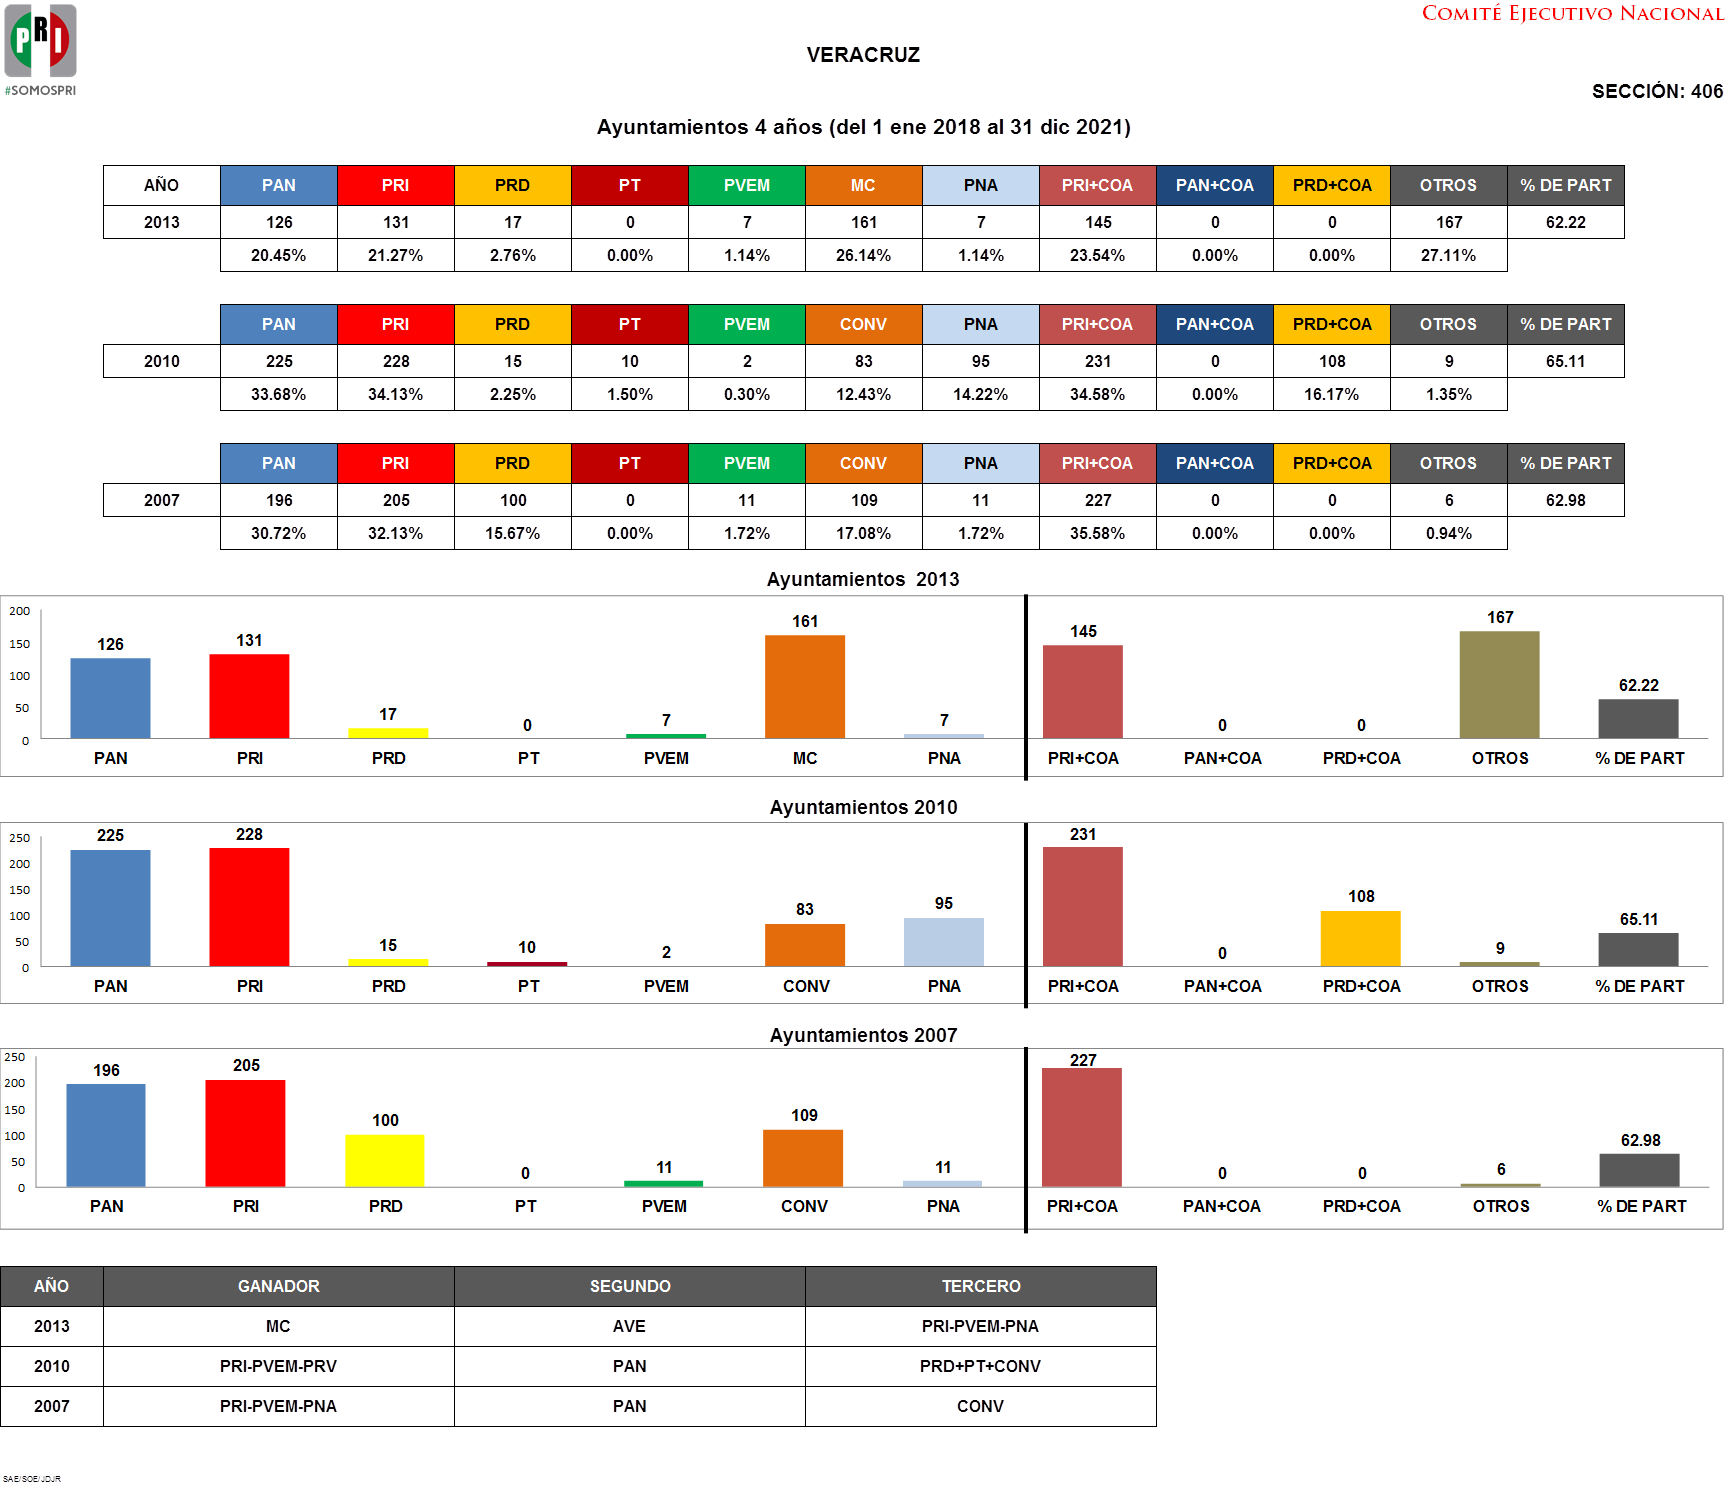 PRI
#SOMOSPRI
COMITÉ EJECUTIVO NACIONAL
VERACRUZ
SECCIÓN: 406
Ayuntamientos 4 años (del 1 ene 2018 al 31 dic 2021)
AÑO PAN PRI PRD PT PVEM MC PNA PRI+COA PAN+COA PRD+COA OTROS % DE PART
2013 126 131 17 0 7 161 7 145 0 0 167 62.22
20.45% 21.27% 2.76% 0.00% 1.14% 26.14% 1.14% 23.54% 0.00% 0.00% 27.11%
PAN PRI PRD PT PVEM CONV PNA PRI+COA PAN+COA PRD+COA OTROS % DE PART
2010 225 228 15 10 2 83 95 231 0 108 9 65.11
33.68% 34.13% 2.25% 1.50% 0.30% 12.43% 14.22% 34.58% 0.00% 16.17% 1.35%
PAN PRI PRD PT PVEM CONV PNA PRI+COA PAN+COA PRD+COA OTROS % DE PART
2007 196 205 100 0 11 109 11 227 0 0 6 62.98
30.72% 32.13% 15.67% 0.00% 1.72% 17.08% 1.72% 35.58% 0.00% 0.00% 0.94%
Ayuntamientos 2013
200
150
100
50
0
126 131 17 0 7 161 7 145 0 0 167 62.22
PAN PRI PRD PT PVEM MC PNA PRI+COA PAN+COA PRD+COA OTROS % DE PART
Ayuntamientos 2010
250
200
150
100
50
0
225 228 15 10 2 83 95 231 0 108 9 65.11
PAN PRI PRD PT PVEM CONV PNA PRI+COA PAN+COA PRD+COA OTROS % DE PART
Ayuntamientos 2007
250
200
150
100
50
0
196 205 100 0 11 109 11 227 0 0 6 62.98
PAN PRI PRD PT PVEM CONV PNA PRI+COA PAN+COA PRD+COA OTROS % DE PART
AÑO GANADOR SEGUNDO TERCERO
2013 MC AVE PRI-PVEM-PNA
2010 PRI-PVEM-PRV PAN PRD+PT+CONV
2007 PRI-PVEM-PNA PAN CONV
SAE/SOE/JDJR